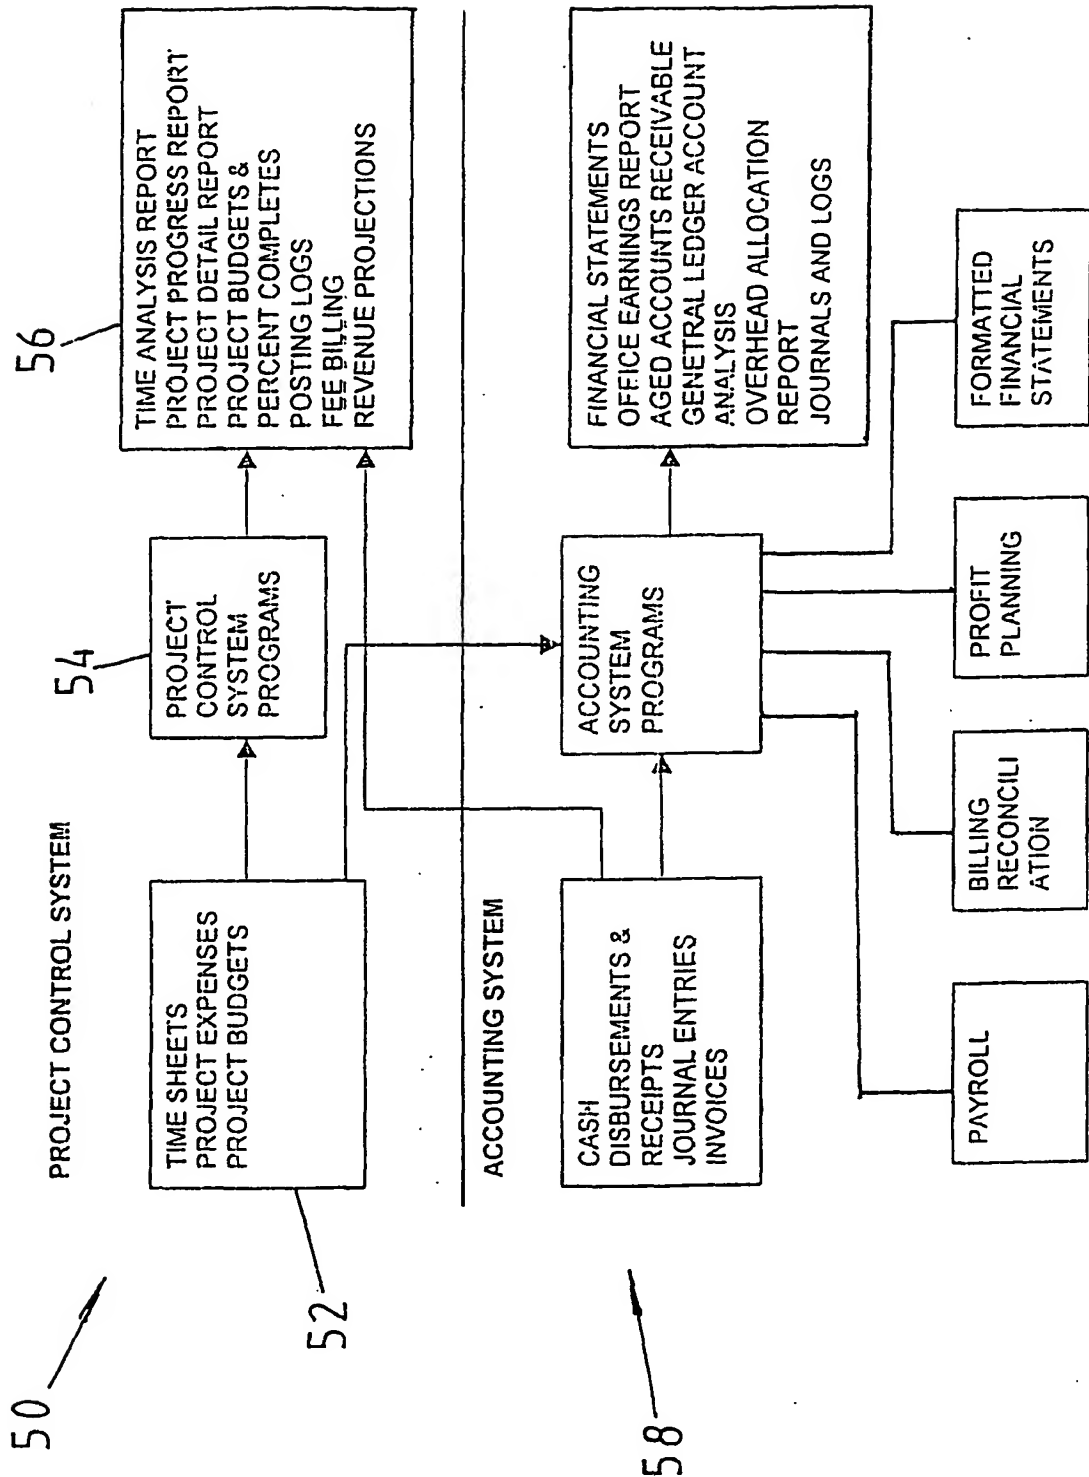 50
PROJECT CONTROL SYSTEM
52
TIME SHEETS
PROJECT EXPENSES
PROJECT BUDGETS
54
PROJECT
CONTROL
SYSTEM
PROGRAMS
56
TIME ANALYSIS REPORT
PROJECT PROGRESS REPORT
PROJECT DETAIL REPORT
PROJECT BUDGETS &
PERCENT COMPLETES
POSTING LOGS
FEE BILLING
REVENUE PROJECTIONS
58
ACCOUNTING SYSTEM
CASH
DISBURSEMENTS &
RECEIPTS
JOURNAL ENTRIES
INVOICES
ACCOUNTING
SYSTEM
PROGRAMS
FINANCIAL STATEMENTS
OFFICE EARNINGS REPORT
AGED ACCOUNTS RECEIVABLE
GENETRAL LEDGER ACCOUNT
ANALYSIS
OVERHEAD ALLOCATION
REPORT
JOURNALS AND LOGS
PAYROLL
BILLING
RECONCILI
ATION
PROFIT
PLANNING
FORMATTED
FINANCIAL
STATEMENTS